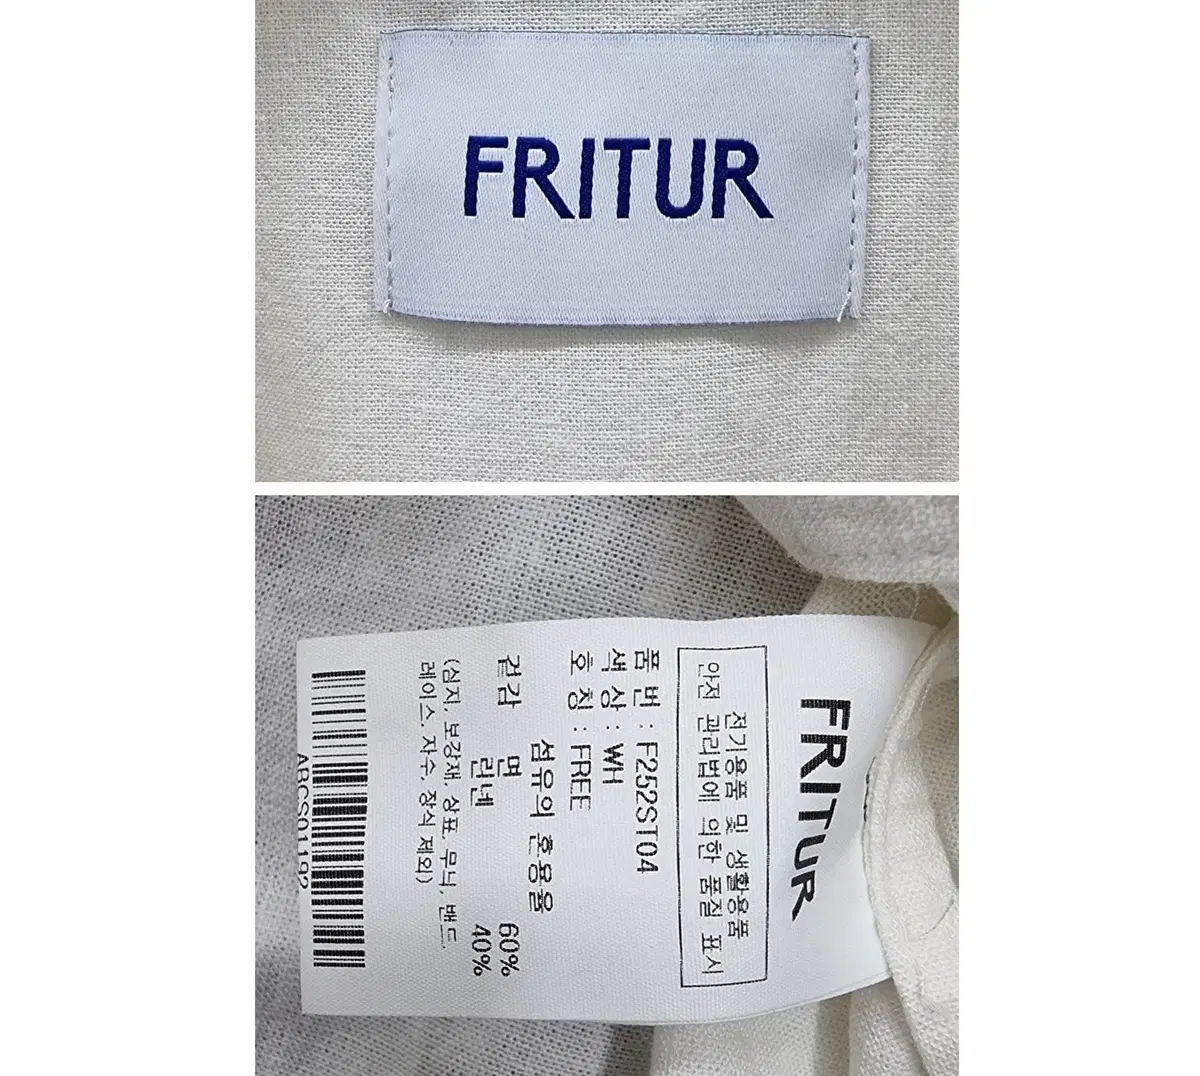 FRITUR
FRITUR
전기용품 및 생활용품
안전 관리법에 의한 품질 표시
품 번 : F252ST04
색 상 : WH
호 칭 : FREE
섬유의 혼용율
겉감 면 60%
린넨 40%
(심지, 보강재, 상표, 무늬, 밴드,
레이스, 자수, 장식 제외)
ABCS01192